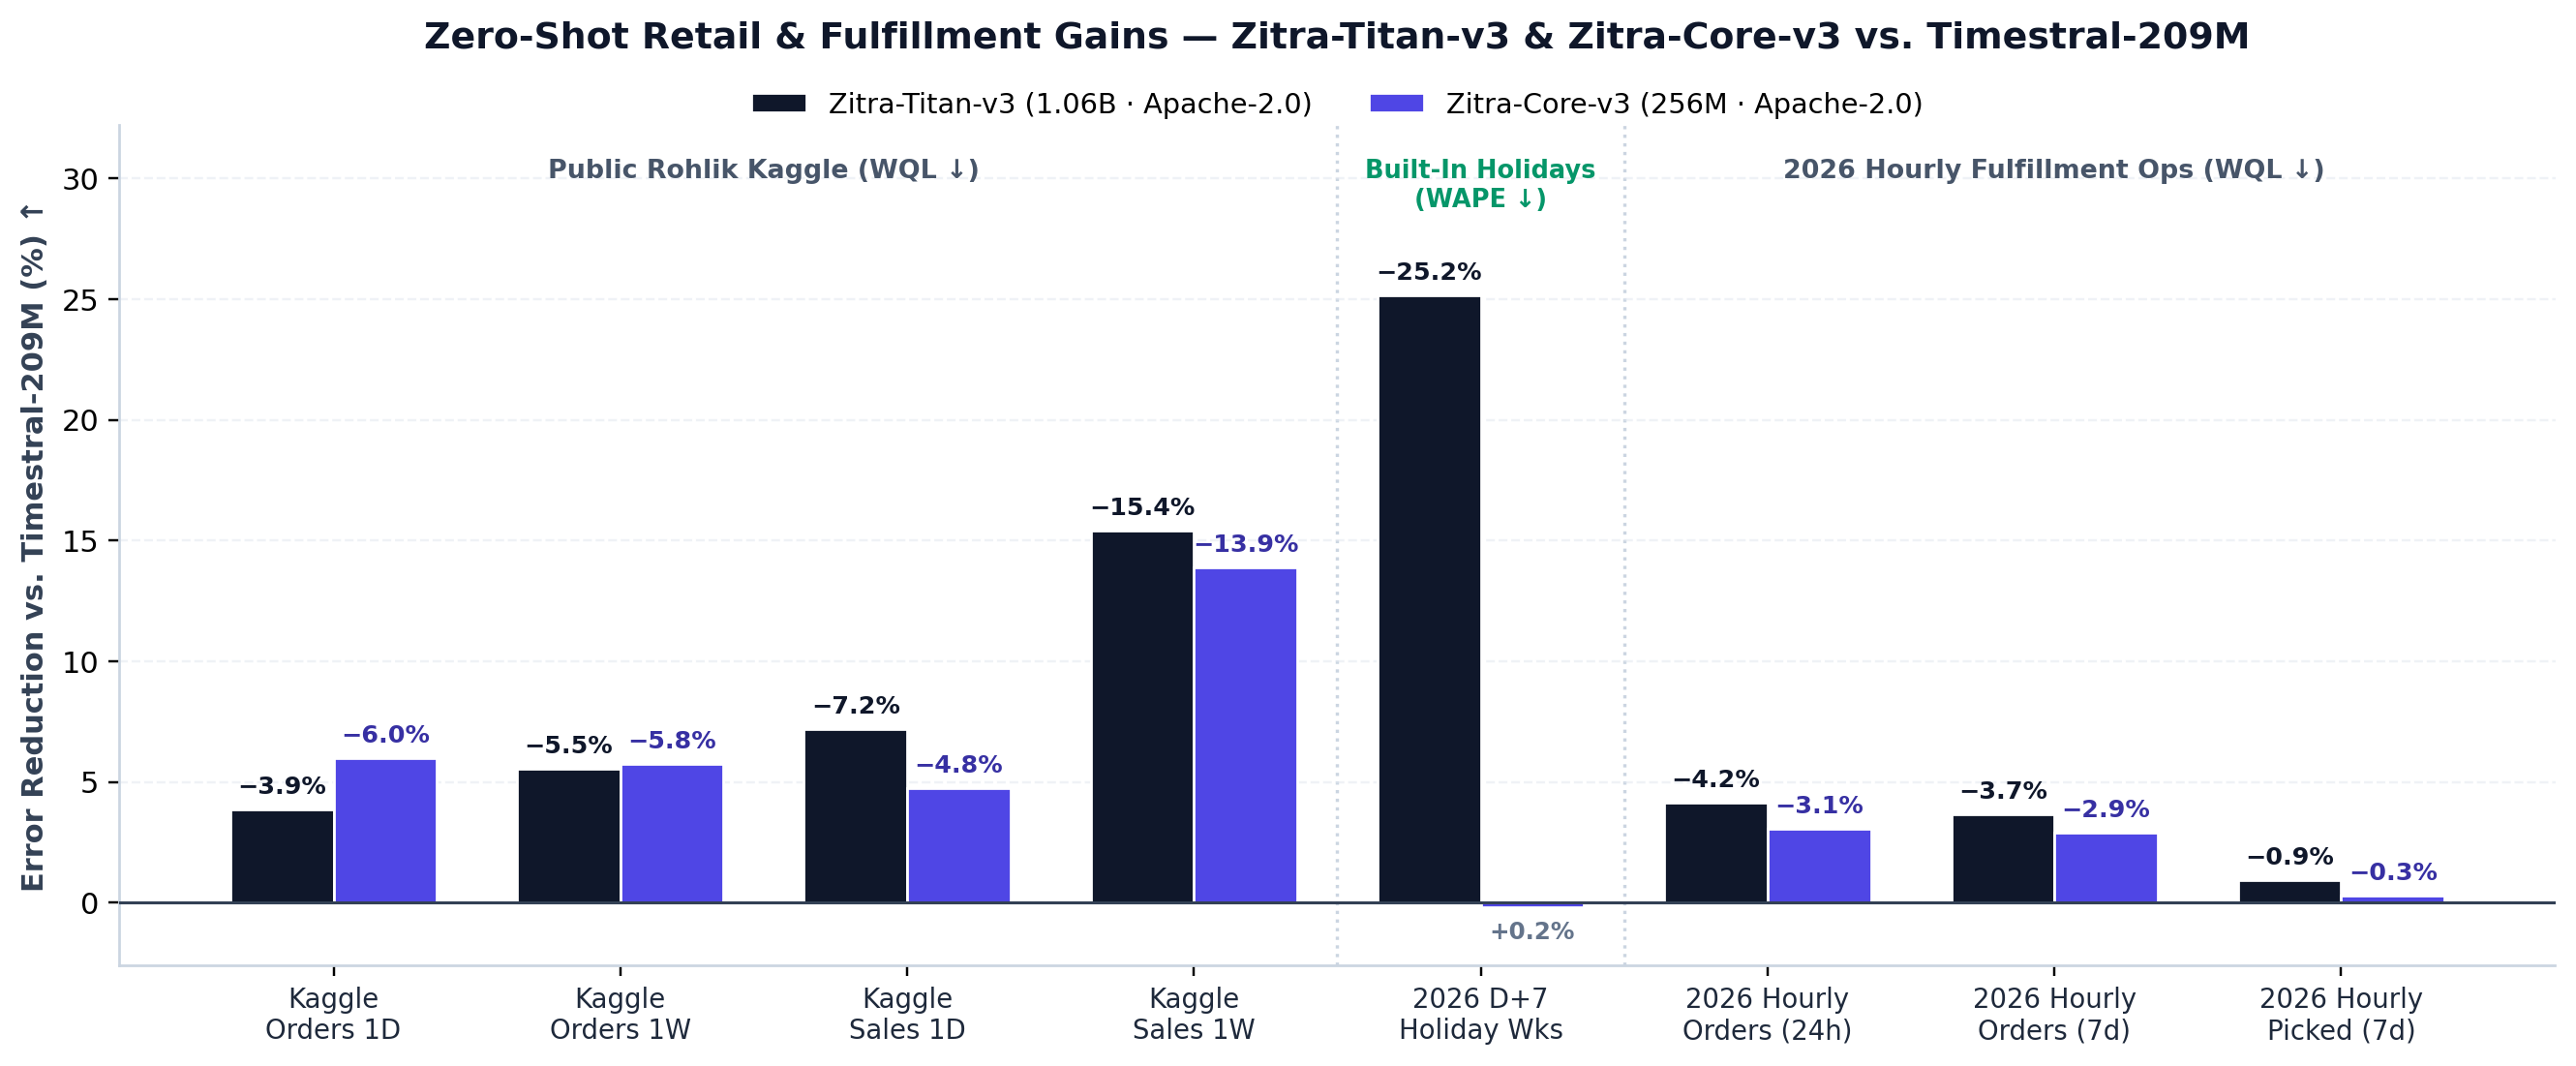 Zero-Shot Retail & Fulfillment Gains — Zitra-Titan-v3 & Zitra-Core-v3 vs. Timestral-209M
Zitra-Titan-v3 (1.06B · Apache-2.0)
Zitra-Core-v3 (256M · Apache-2.0)
Public Rohlik Kaggle (WQL ↓)
Built-In Holidays
(WAPE ↓)
2026 Hourly Fulfillment Ops (WQL ↓)
Error Reduction vs. Timestral-209M (%) ↑
30
25
20
15
10
5
0
−3.9%
−6.0%
−5.5%
−5.8%
−7.2%
−4.8%
−15.4%
−13.9%
−25.2%
+0.2%
−4.2%
−3.1%
−3.7%
−2.9%
−0.9%
−0.3%
Kaggle
Orders 1D
Kaggle
Orders 1W
Kaggle
Sales 1D
Kaggle
Sales 1W
2026 D+7
Holiday Wks
2026 Hourly
Orders (24h)
2026 Hourly
Orders (7d)
2026 Hourly
Picked (7d)